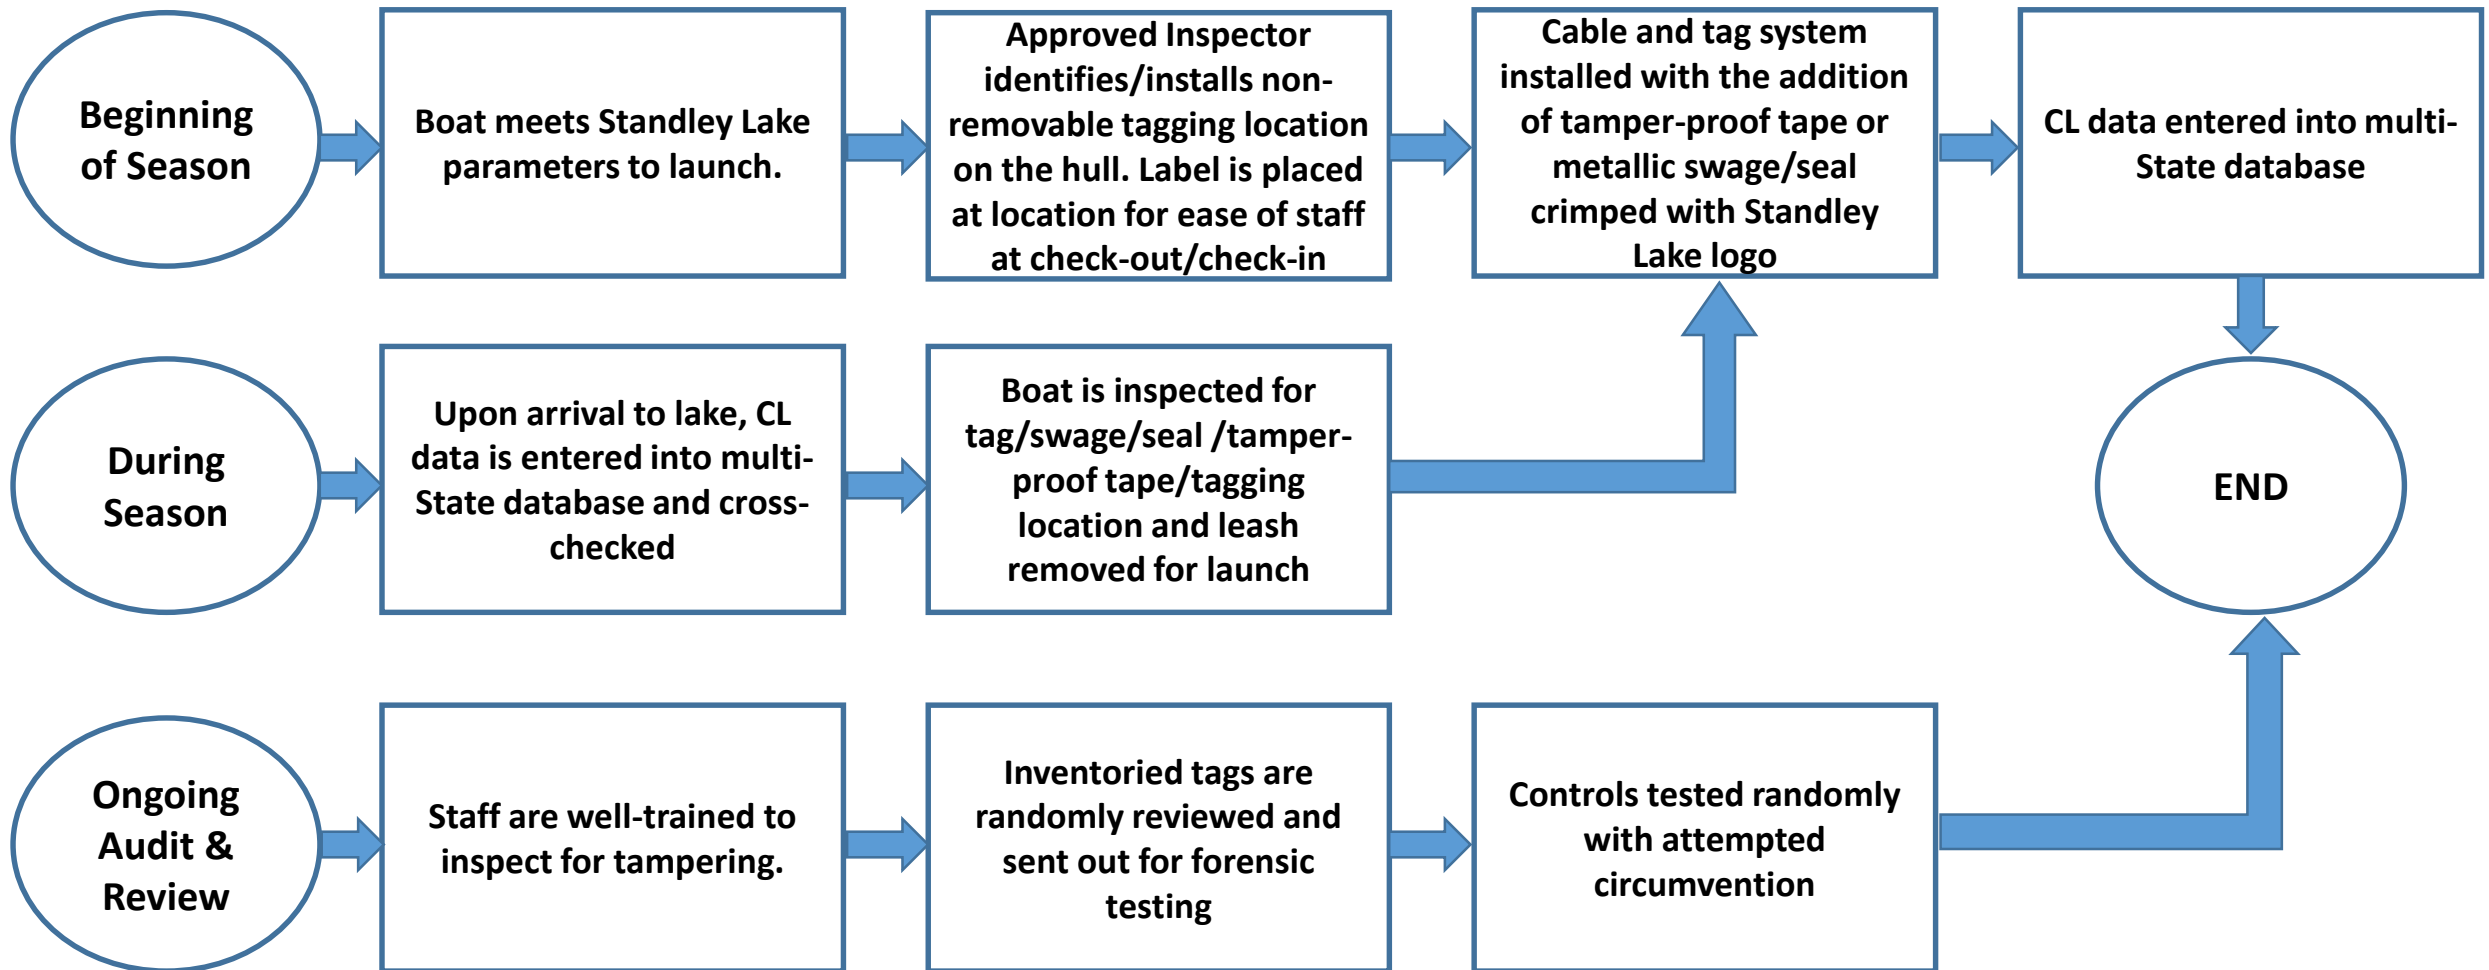 Beginning
of Season
Boat meets Standley Lake
parameters to launch.
Approved Inspector
identifies/installs non-
removable tagging location
on the hull. Label is placed
at location for ease of staff
at check-out/check-in
Cable and tag system
installed with the addition
of tamper-proof tape or
metallic swage/seal
crimped with Standley
Lake logo
CL data entered into multi-
State database
During
Season
Upon arrival to lake, CL
data is entered into multi-
State database and cross-
checked
Boat is inspected for
tag/swage/seal /tamper-
proof tape/tagging
location and leash
removed for launch
END
Ongoing
Audit &
Review
Staff are well-trained to
inspect for tampering.
Inventoried tags are
randomly reviewed and
sent out for forensic
testing
Controls tested randomly
with attempted
circumvention